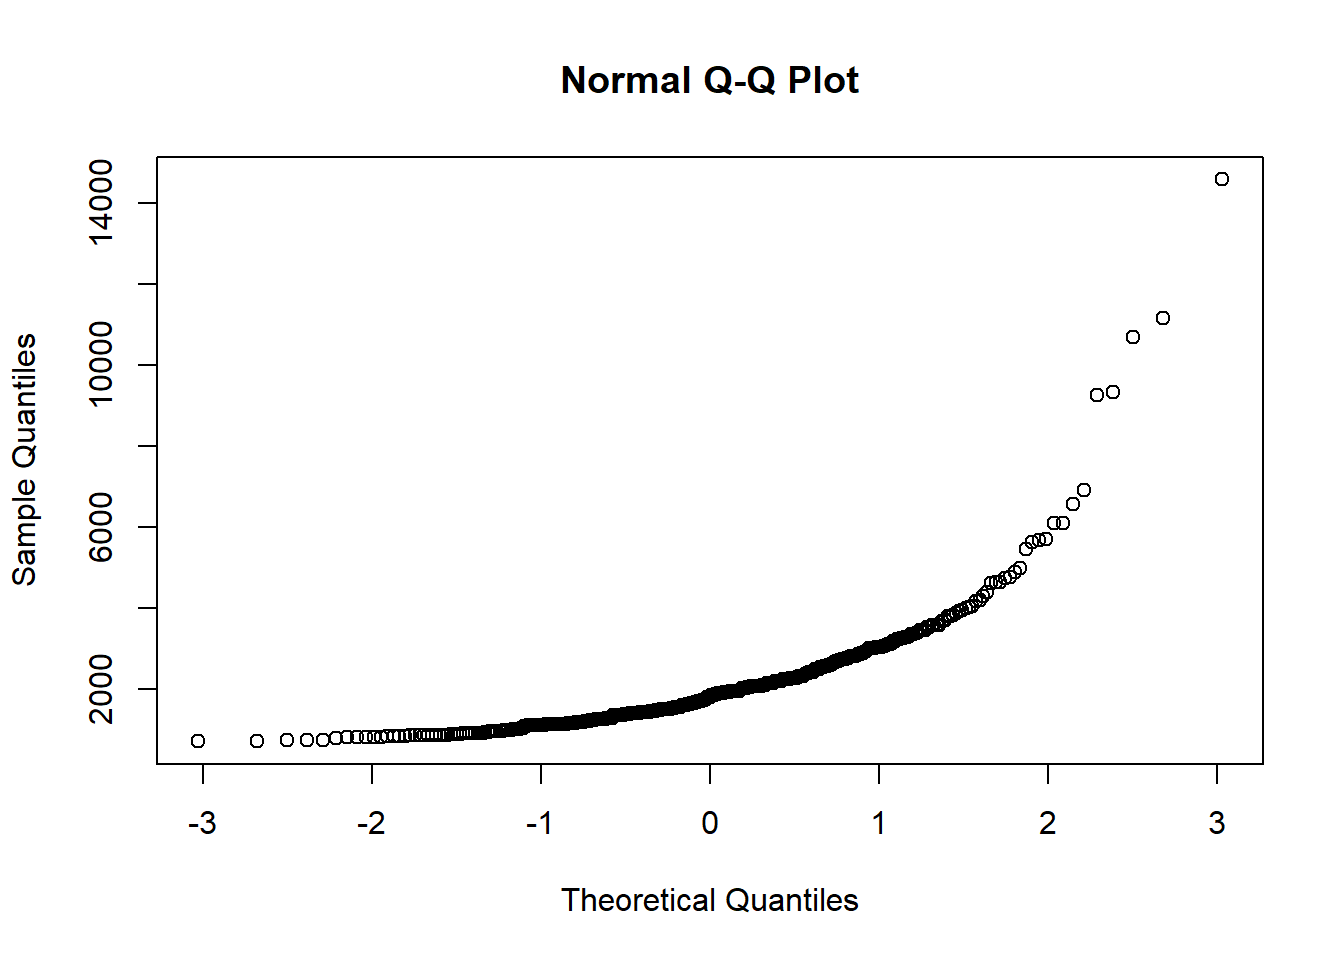 Normal Q-Q Plot
14000
10000
6000
2000
Sample Quantiles
-3 -2 -1 0 1 2 3
Theoretical Quantiles